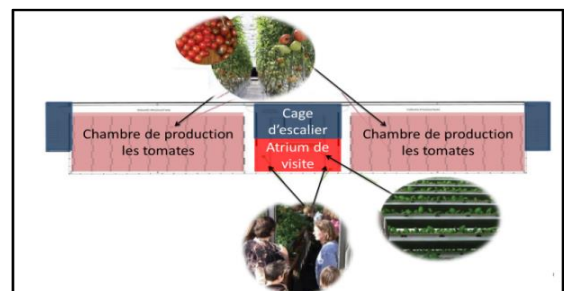 Cage
d'escalier
Chambre de production
les tomates
Atrium de
visite
Chambre de production
les tomates